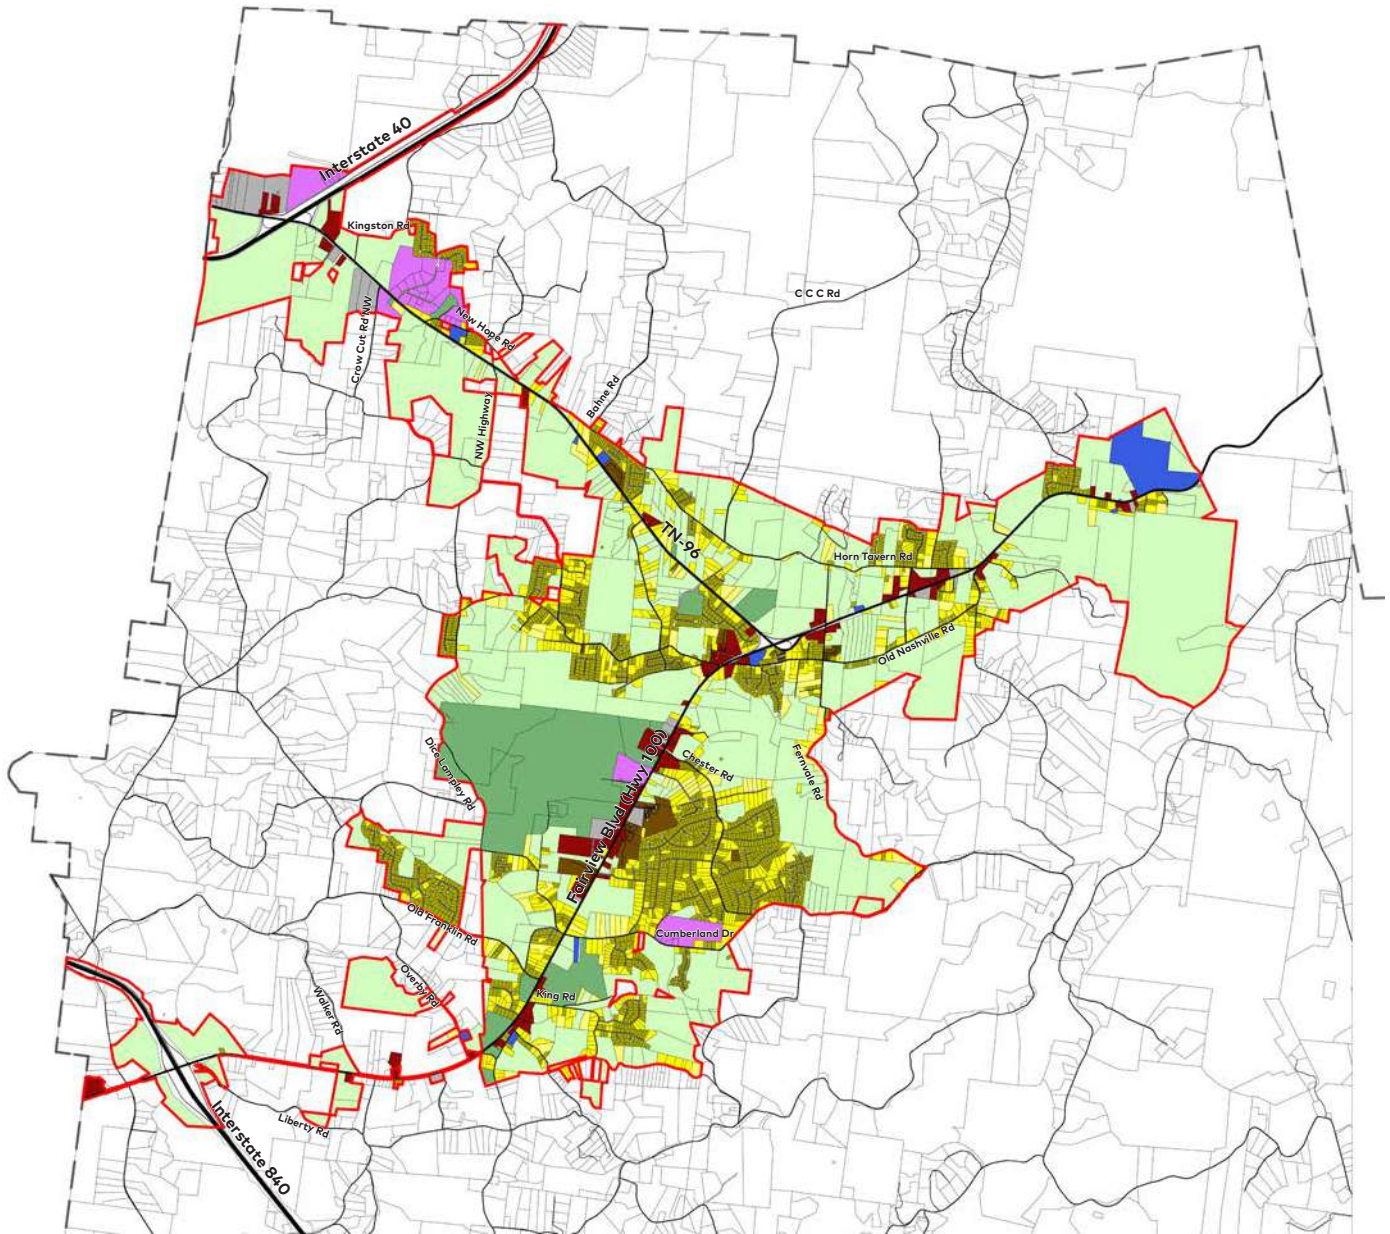 Interstate 40
Kingston Rd
C C C Rd
New Hope Rd
Crow Cut Rd NW
Bahne Rd
NW Highway
TN-96
Horn Tavern Rd
Old Nashville Rd
Dice Lampley Rd
Fairview Blvd (Hwy 100)
Chester Rd
Fernvale Rd
Old Franklin Rd
Cumberland Dr
Overby Rd
Walker Rd
King Rd
Interstate 840
Liberty Rd